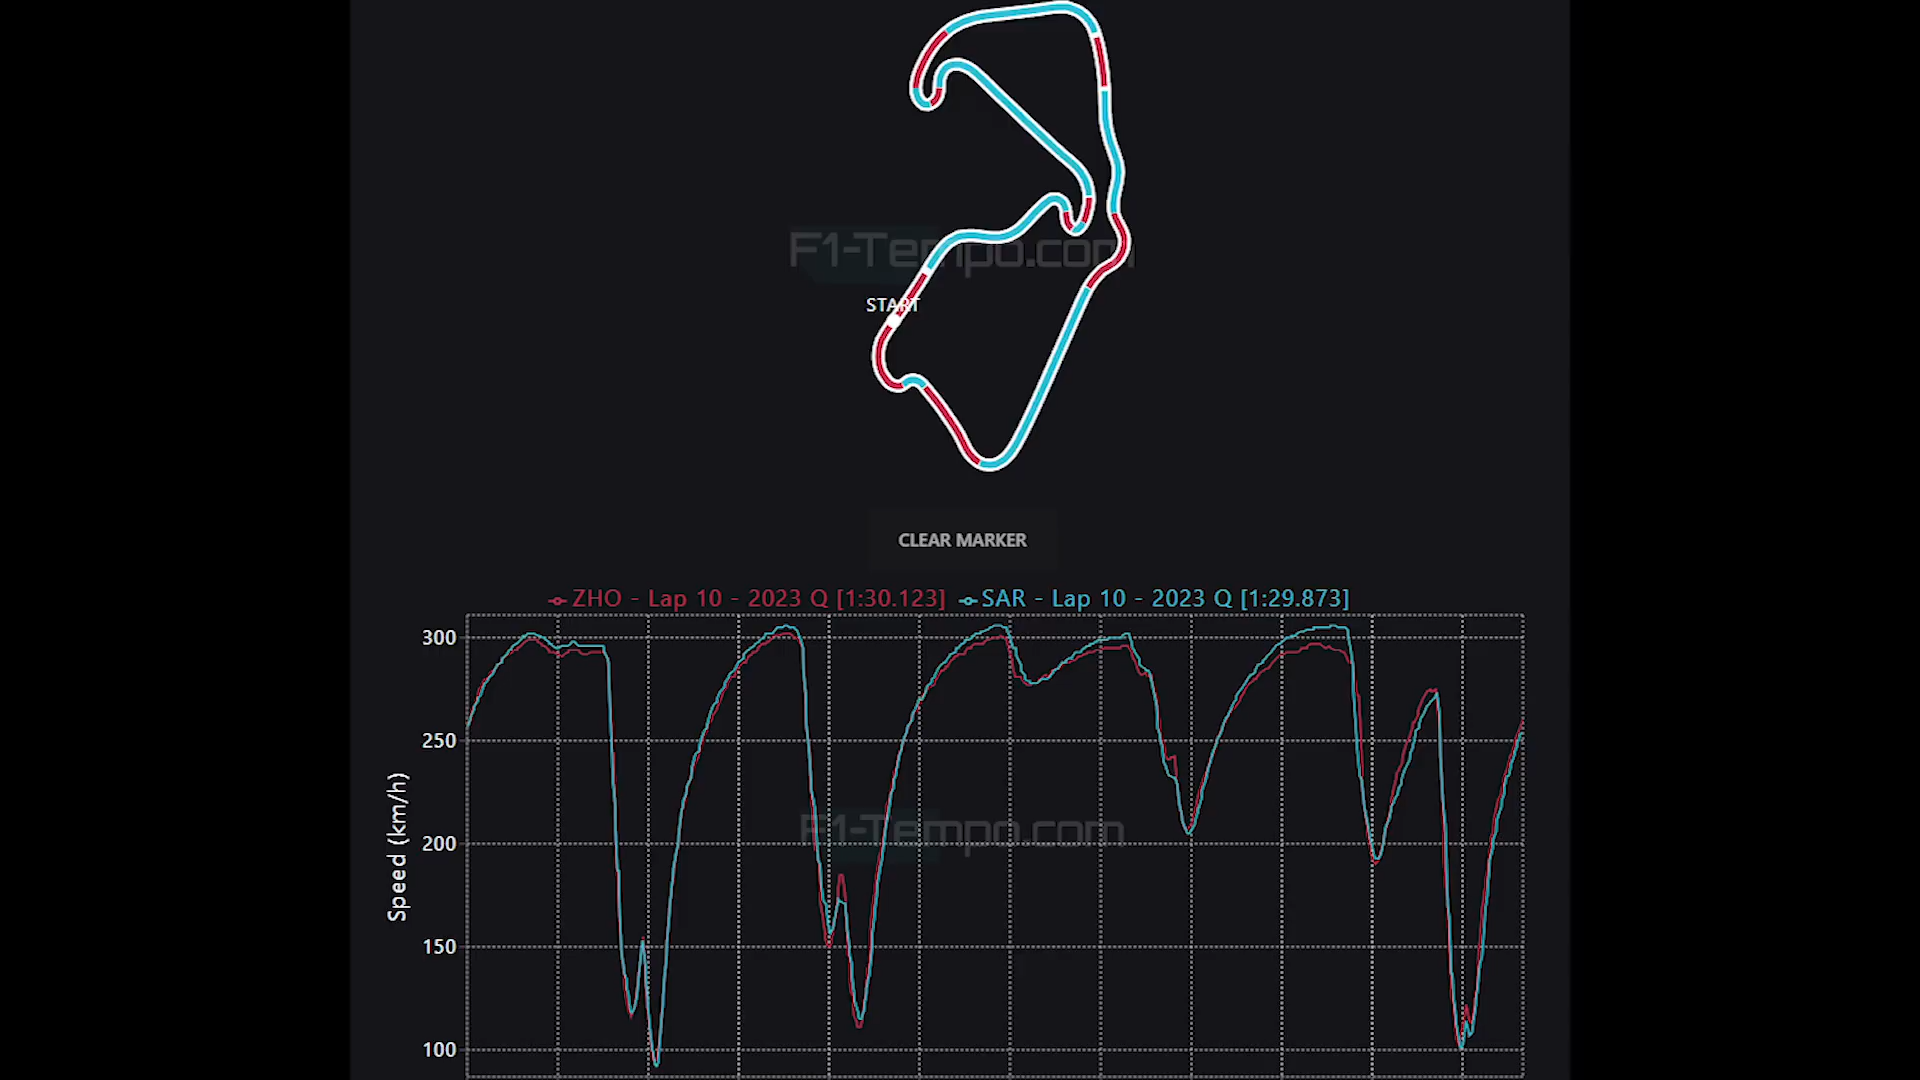 F1-Tempo.com
START
CLEAR MARKER
ZHO - Lap 10 - 2023 Q [1:30.123] SAR - Lap 10 - 2023 Q [1:29.873]
300
250
F1-Tempo.com
200
Speed (km/h)
150
100